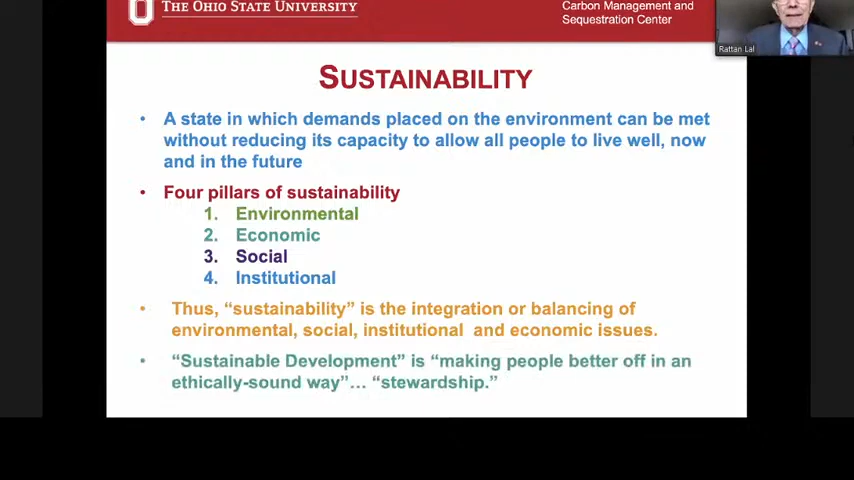 THE OHIO STATE UNIVERSITY
Carbon Management and
Sequestration Center
Rattan Lal
SUSTAINABILITY
• A state in which demands placed on the environment can be met
without reducing its capacity to allow all people to live well, now
and in the future
• Four pillars of sustainability
1. Environmental
2. Economic
3. Social
4. Institutional
• Thus, “sustainability” is the integration or balancing of
environmental, social, institutional and economic issues.
• “Sustainable Development” is “making people better off in an
ethically-sound way”… “stewardship.”